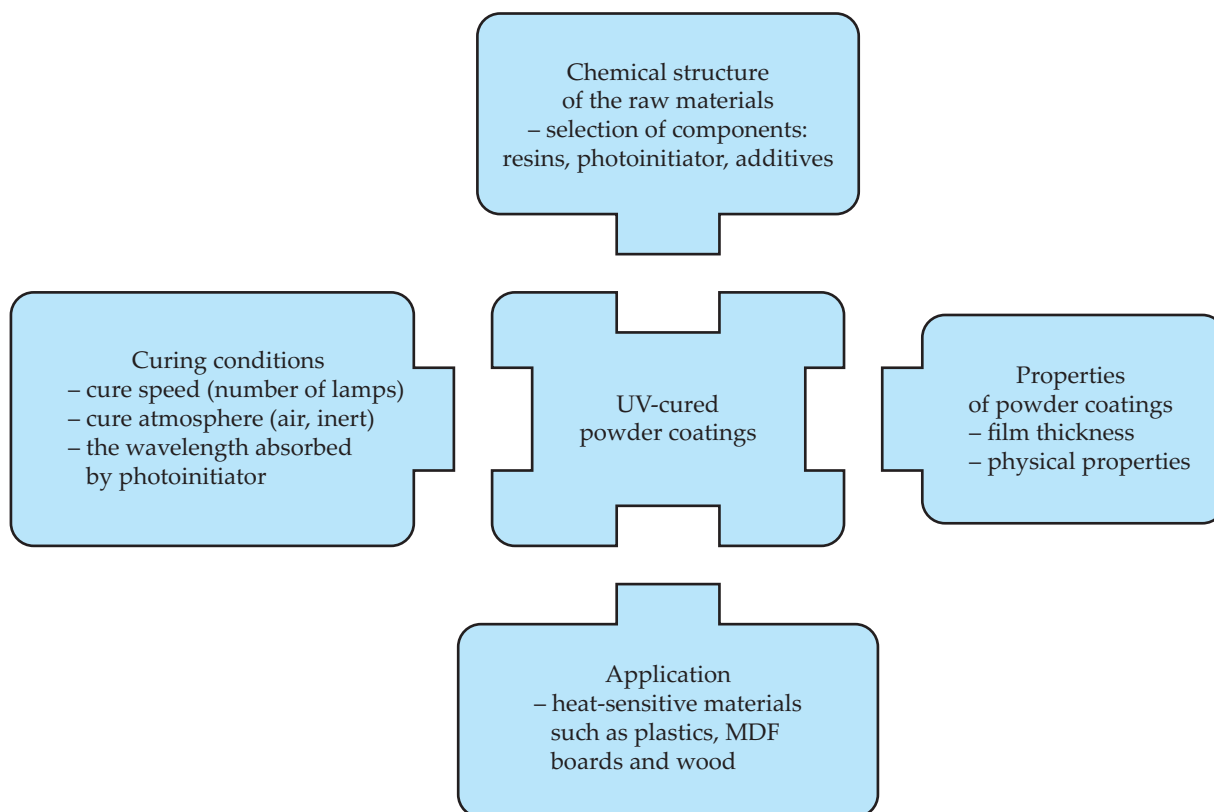 Chemical structure
of the raw materials
– selection of components:
resins, photoinitiator, additives
Curing conditions
– cure speed (number of lamps)
– cure atmosphere (air, inert)
– the wavelength absorbed
by photoinitiator
UV-cured
powder coatings
Properties
of powder coatings
– film thickness
– physical properties
Application
– heat-sensitive materials
such as plastics, MDF
boards and wood